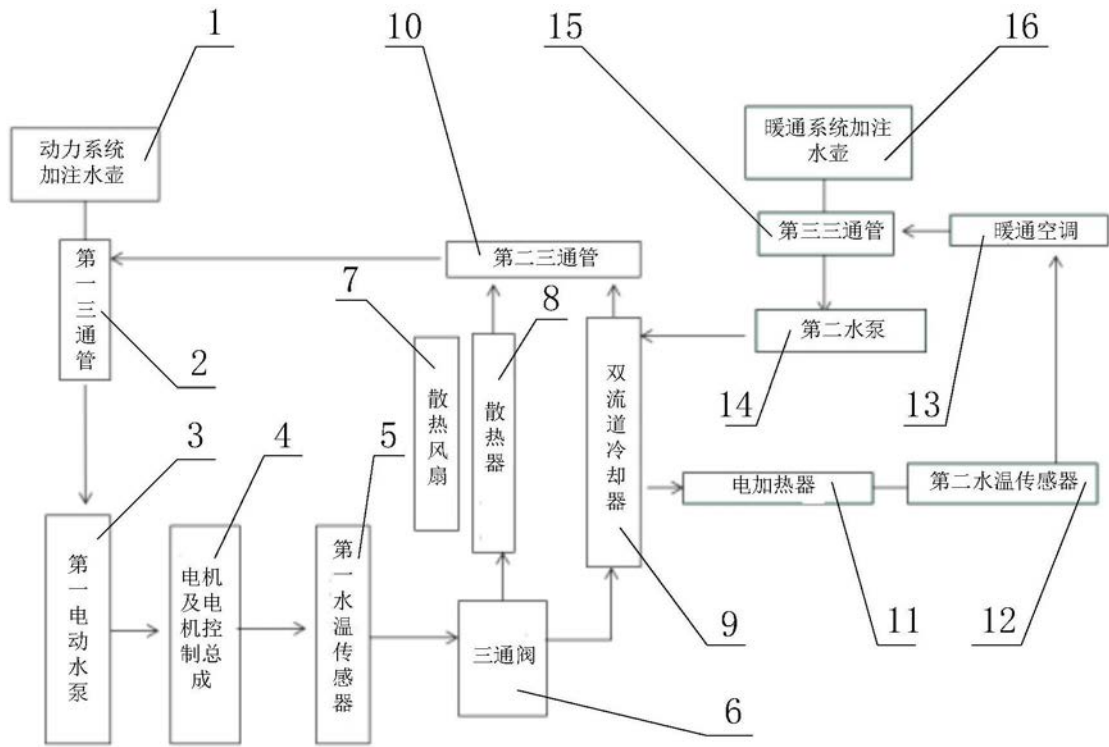 1
10
15
16
动力系统
加注水壶
暖通系统加注
水壶
第一三通管
2
第二三通管
第三三通管
暖通空调
7
8
散热风扇
散热器
双流道冷却器
第二水泵
14
13
3
4
5
第一电动水泵
电及机制
机电控总成
第一水温传感器
三通阀
6
9
电加热器
第二水温传感器
11
12